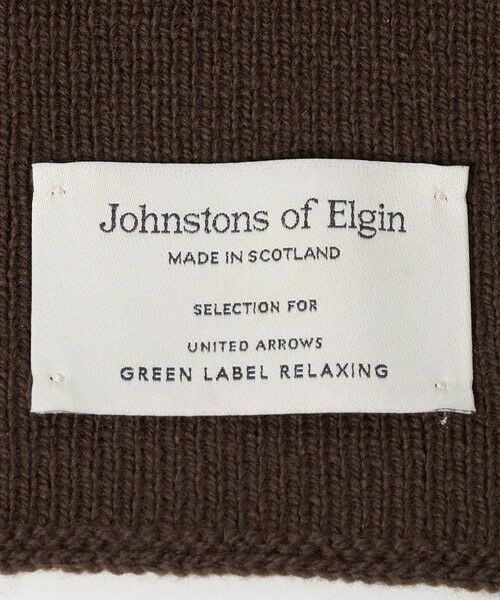 Johnstons of Elgin
MADE IN SCOTLAND
SELECTION FOR
UNITED ARROWS
GREEN LABEL RELAXING